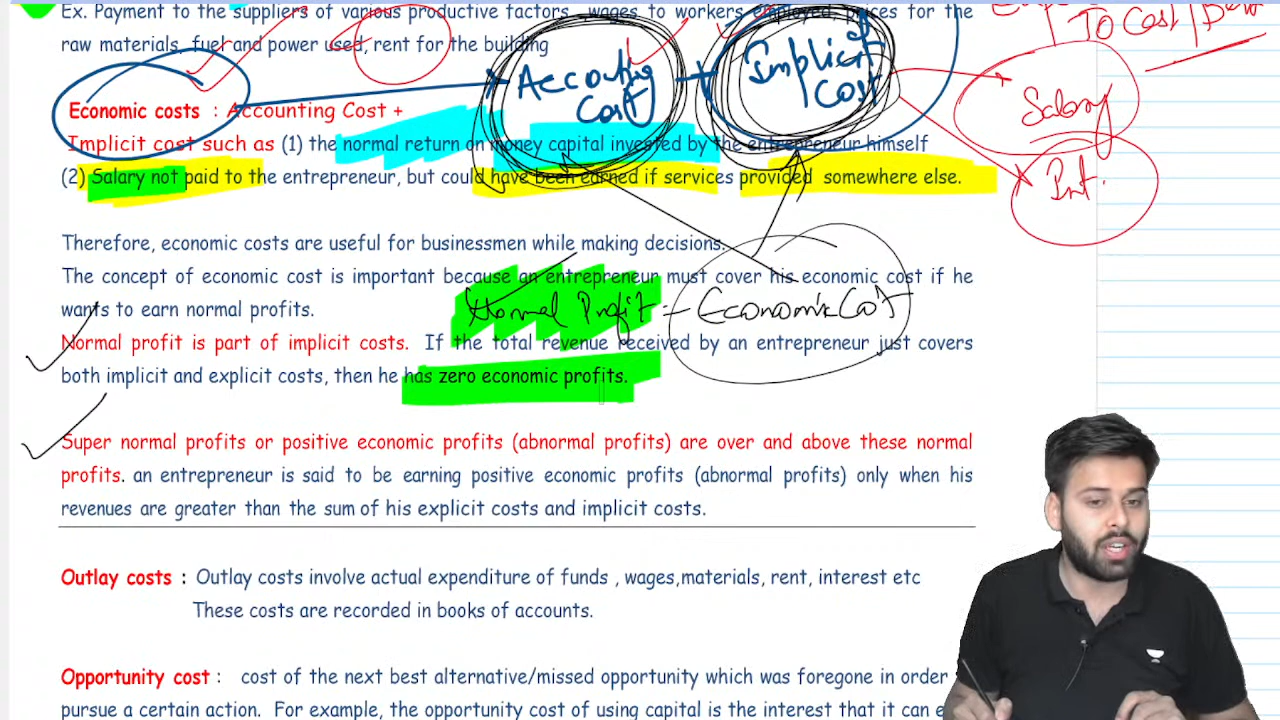 Ex. Payment to the suppliers of various productive factors , wages to workers employed, prices for the
raw materials, fuel and power used, rent for the building
To Cost
Accouting
Cost
+
Implicit
Cost
Salary
Int.
Economic costs : Accounting Cost +
Implicit cost such as (1) the normal return on money capital invested by the entrepreneur himself
(2) Salary not paid to the entrepreneur, but could have been earned if services provided somewhere else.
Therefore, economic costs are useful for businessmen while making decisions.
The concept of economic cost is important because an entrepreneur must cover his economic cost if he
wants to earn normal profits.
Normal Profit = Economic Cost
Normal profit is part of implicit costs. If the total revenue received by an entrepreneur just covers
both implicit and explicit costs, then he has zero economic profits.
Super normal profits or positive economic profits (abnormal profits) are over and above these normal
profits. an entrepreneur is said to be earning positive economic profits (abnormal profits) only when his
revenues are greater than the sum of his explicit costs and implicit costs.
Outlay costs : Outlay costs involve actual expenditure of funds , wages,materials, rent, interest etc
These costs are recorded in books of accounts.
Opportunity cost : cost of the next best alternative/missed opportunity which was foregone in order
pursue a certain action. For example, the opportunity cost of using capital is the interest that it can e